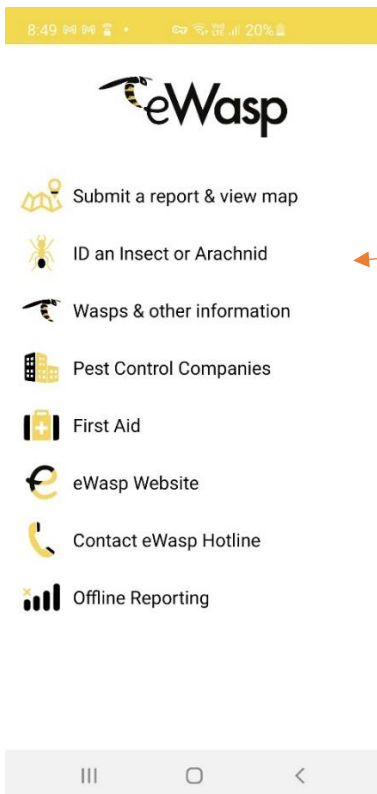 8:49 20%
eWasp
Submit a report & view map
ID an Insect or Arachnid
Wasps & other information
Pest Control Companies
First Aid
eWasp Website
Contact eWasp Hotline
Offline Reporting